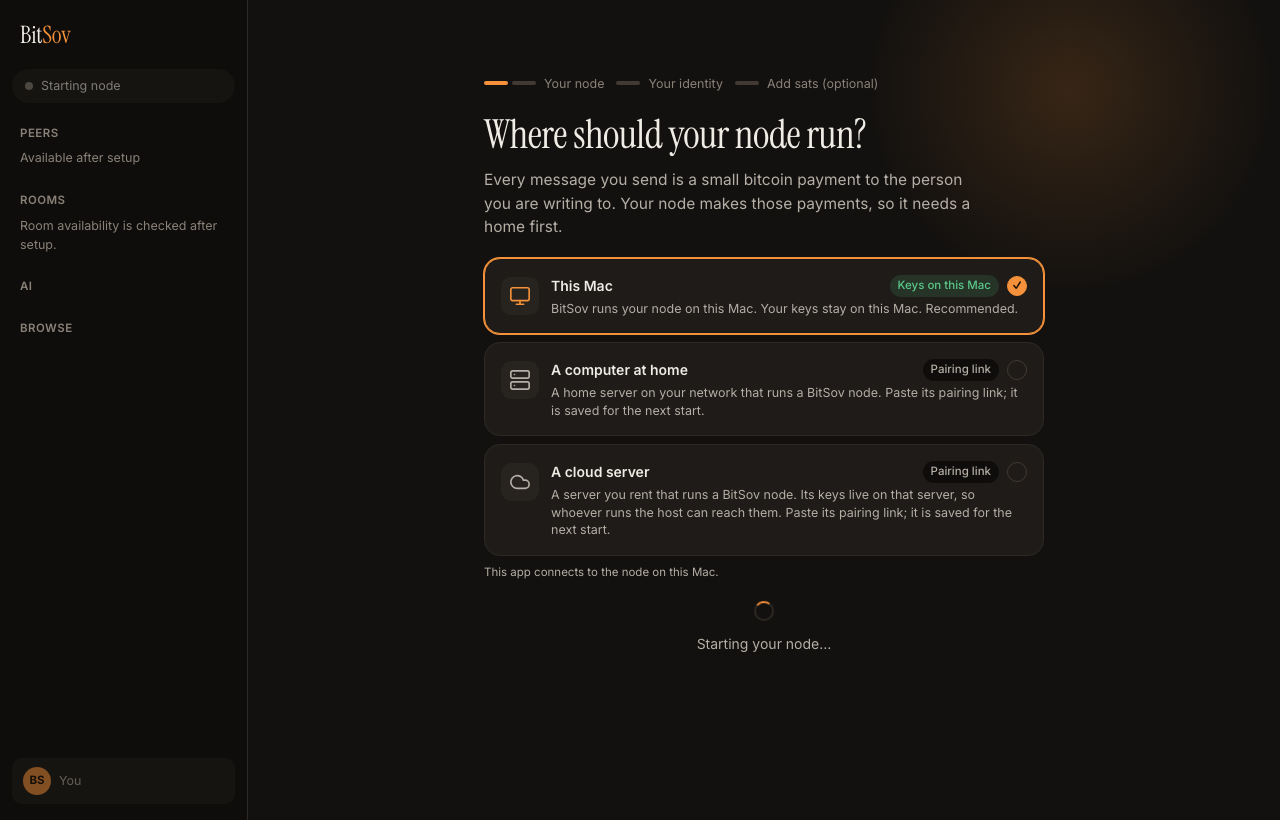 BitSov
Starting node
PEERS
Available after setup
ROOMS
Room availability is checked after
setup.
AI
BROWSE
BS You
Your node Your identity Add sats (optional)
Where should your node run?
Every message you send is a small bitcoin payment to the person
you are writing to. Your node makes those payments, so it needs a
home first.
This Mac Keys on this Mac
BitSov runs your node on this Mac. Your keys stay on this Mac. Recommended.
A computer at home Pairing link
A home server on your network that runs a BitSov node. Paste its pairing link; it
is saved for the next start.
A cloud server Pairing link
A server you rent that runs a BitSov node. Its keys live on that server, so
whoever runs the host can reach them. Paste its pairing link; it is saved for the
next start.
This app connects to the node on this Mac.
Starting your node...